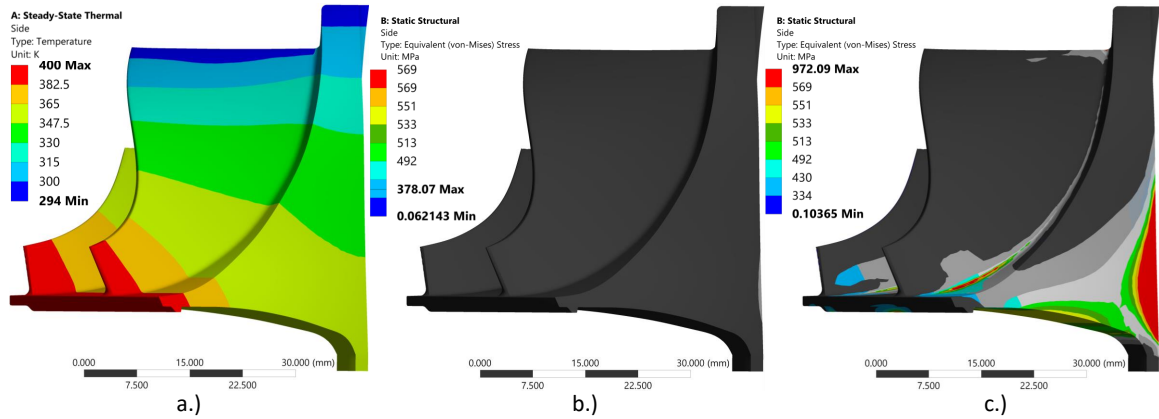 A: Steady-State Thermal
Side
Type: Temperature
Unit: K
400 Max
382.5
365
347.5
330
315
300
294 Min
0.000
15.000
30.000 (mm)
7.500
22.500
a.)
B: Static Structural
Side
Type: Equivalent (von-Mises) Stress
Unit: MPa
569
569
551
533
513
492
378.07 Max
0.062143 Min
0.000
15.000
30.000 (mm)
7.500
22.500
b.)
B: Static Structural
Side
Type: Equivalent (von-Mises) Stress
Unit: MPa
972.09 Max
569
551
533
513
492
430
334
0.10365 Min
0.000
15.000
30.000 (mm)
7.500
22.500
c.)